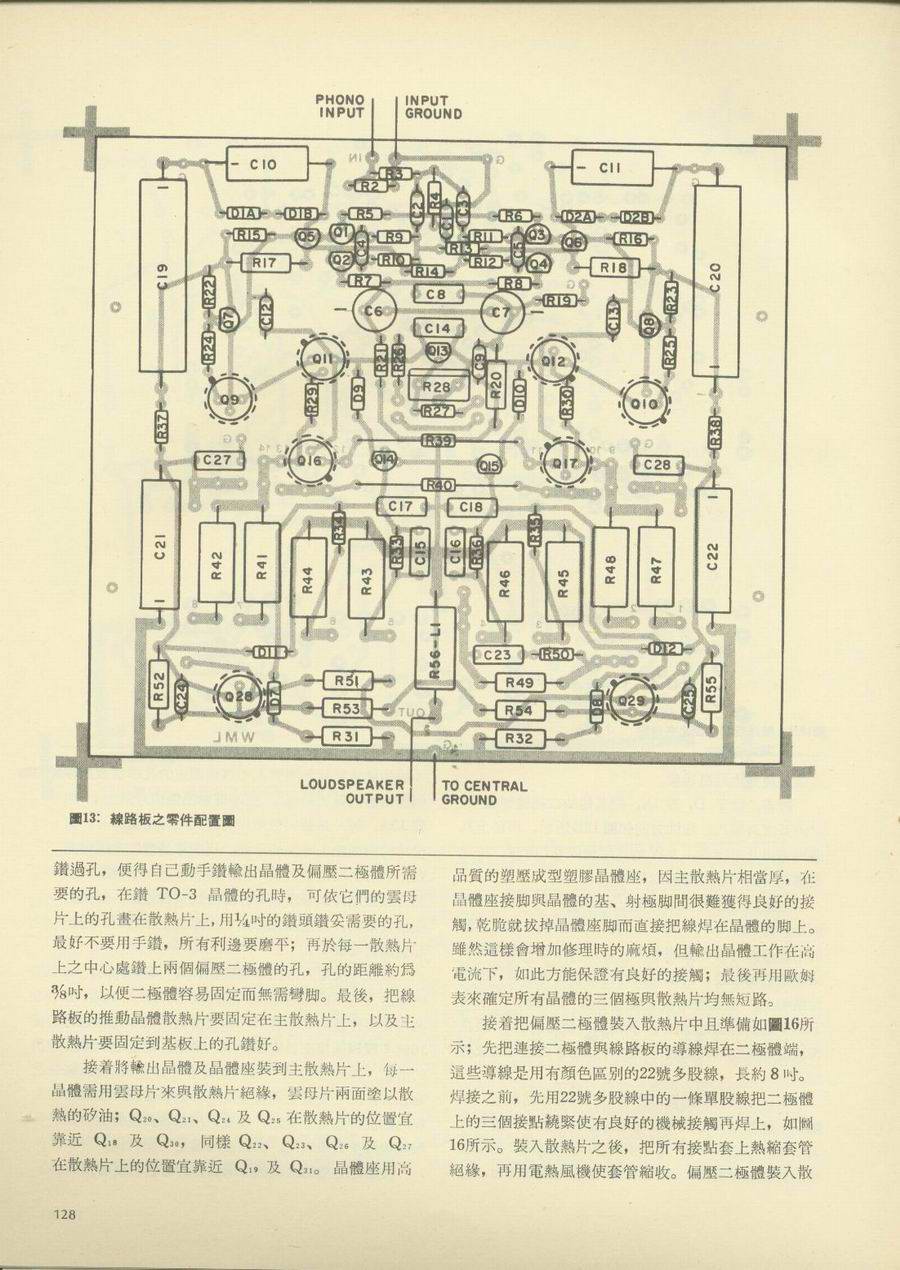 PHONO
INPUT
INPUT
GROUND
C10
IN
G
C11
R3
R2
R4
C2
C1
C3
D1A
D1B
R5
R6
D2A
D2B
R15
Q5
Q1
C4
R9
R11
C5
Q3
Q6
R16
R13
R17
Q2
R10
R12
Q4
R18
R14
C19
R7
R8
C20
R22
C12
C8
R19
G
C13
R23
C6
C7
Q7
Q8
C14
R24
Q11
R21
R26
Q13
C9
Q12
R25
R28
R20
Q9
R29
D9
D10
R30
Q10
R27
R37
R38
R39
C27
Q16
Q14
Q15
Q17
C28
R40
C17
C18
C21
R42
R41
R44
R34
R43
R33
C15
C16
R36
R46
R35
R45
R48
R47
C22
R56-L1
D11
C23
R50
D12
R52
C24
Q28
D7
R51
R49
Q29
C25
R55
R53
OUT
R54
D8
WML
R31
R32
LOUDSPEAKER
OUTPUT
TO CENTRAL
GROUND
圖13：線路板之零件配置圖
鑽過孔，便得自己動手鑽輸出晶體及偏壓二極體所需
要的孔，在鑽 TO-3 晶體的孔時，可依它們的雲母
片上的孔畫在散熱片上，用¼吋的鑽頭鑽妥需要的孔，
最好不要用手鑽，所有利邊要磨平；再於每一散熱片
上之中心處鑽上兩個偏壓二極體的孔，孔的距離約爲
⅜吋，以便二極體容易固定而無需彎脚。最後，把線
路板的推動晶體散熱片要固定在主散熱片上，以及主
散熱片要固定到基板上的孔鑽好。
接着將輸出晶體及晶體座裝到主散熱片上，每一
晶體需用雲母片來與散熱片絕緣，雲母片兩面塗以散
熱的矽油；Q₂₀、Q₂₁、Q₂₄ 及 Q₂₅ 在散熱片的位置宜
靠近 Q₁₈ 及 Q₃₀，同樣 Q₂₂、Q₂₃、Q₂₆ 及 Q₂₇
在散熱片上的位置宜靠近 Q₁₉ 及 Q₃₁。晶體座用高
品質的塑壓成型塑膠晶體座，因主散熱片相當厚，在
晶體座接脚與晶體的基、射極脚間很難獲得良好的接
觸，乾脆就拔掉晶體座脚而直接把線焊在晶體的脚上。
雖然這樣會增加修理時的麻煩，但輸出晶體工作在高
電流下，如此方能保證有良好的接觸；最後再用歐姆
表來確定所有晶體的三個極與散熱片均無短路。
接着把偏壓二極體裝入散熱片中且準備如圖16所
示；先把連接二極體與線路板的導線焊在二極體端，
這些導線是用有顏色區別的22號多股線，長約 8 吋。
焊接之前，先用22號多股線中的一條單股線把二極體
上的三個接點繞緊使有良好的機械接觸再焊上，如圖
16所示。裝入散熱片之後，把所有接點套上熱縮套管
絕緣，再用電熱風機使套管縮收。偏壓二極體裝入散
128